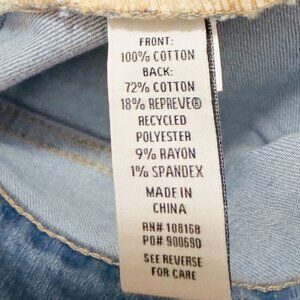 FRONT:
100% COTTON
BACK:
72% COTTON
18% REPREVE®
RECYCLED
POLYESTER
9% RAYON
1% SPANDEX
MADE IN
CHINA
RN# 108168
PO# 900690
SEE REVERSE
FOR CARE